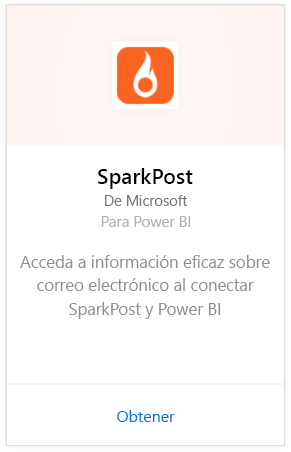 SparkPost
De Microsoft
Para Power BI
Acceda a información eficaz sobre
correo electrónico al conectar
SparkPost y Power BI
Obtener